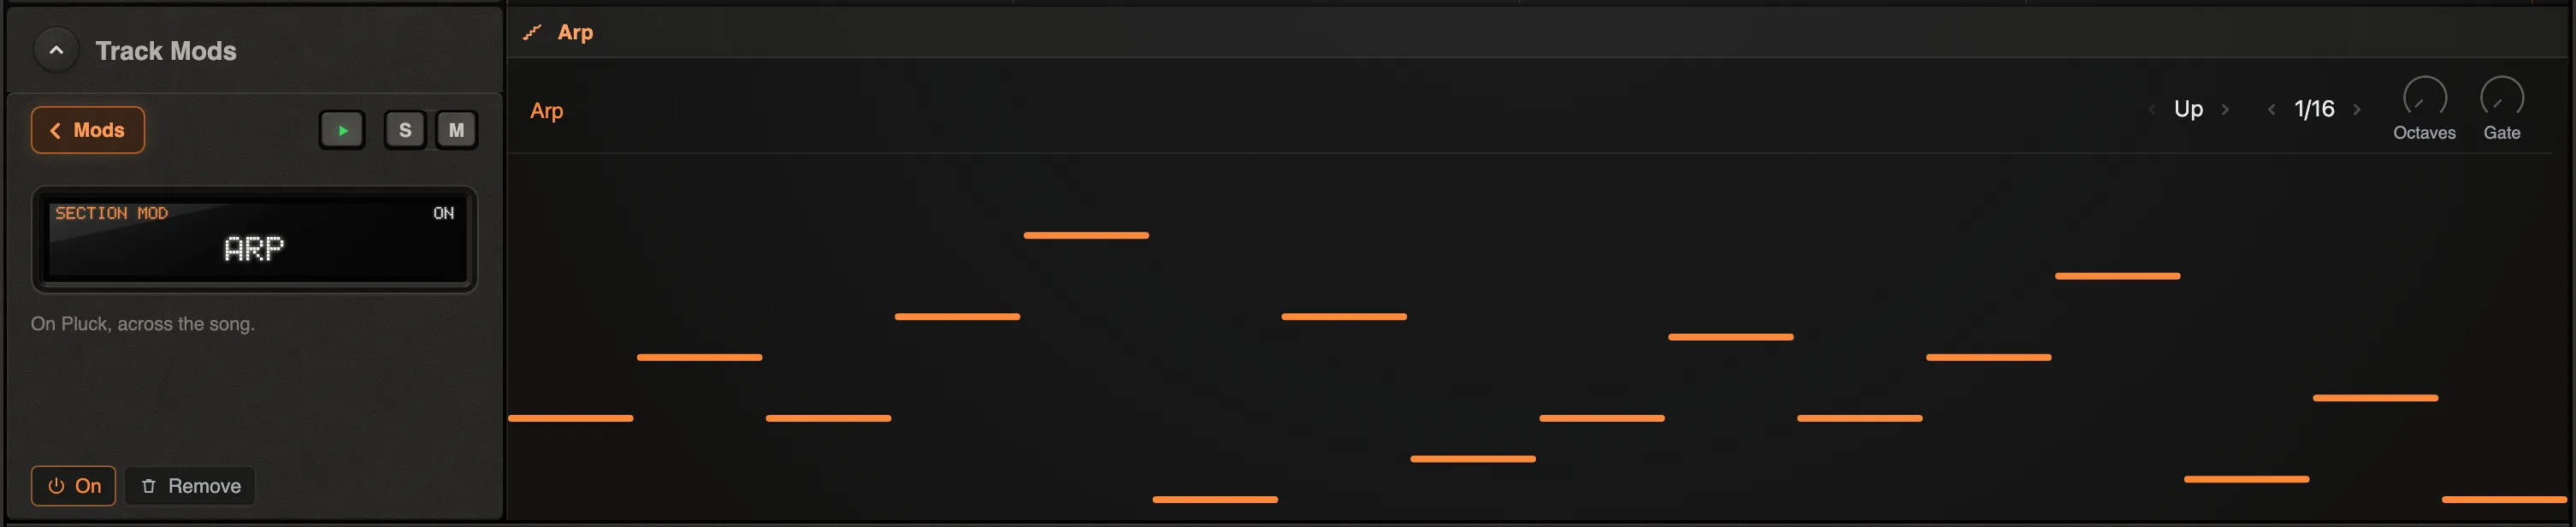 Track Mods
Mods
S
M
SECTION MOD
ON
ARP
On Pluck, across the song.
On
Remove
Arp
Arp
Up
1/16
Octaves
Gate